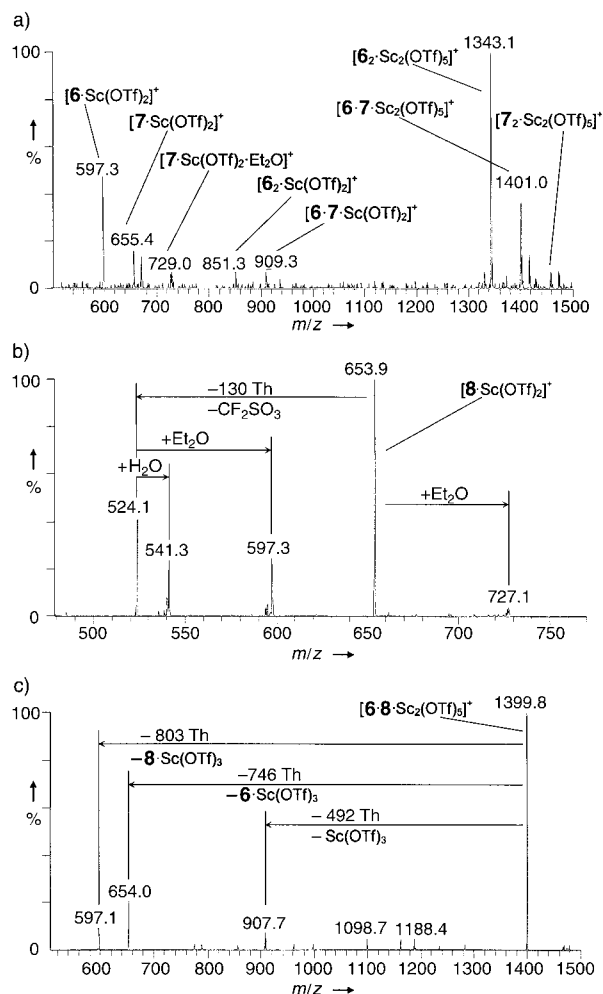 a)
100
%
0
[6·Sc(OTf)2]+
597.3
[7·Sc(OTf)2]+
655.4
[7·Sc(OTf)2·Et2O]+
729.0
[62·Sc(OTf)2]+
851.3
[6·7·Sc(OTf)2]+
909.3
[62·Sc2(OTf)5]+
1343.1
[6·7·Sc2(OTf)5]+
1401.0
[72·Sc2(OTf)5]+
600 700 800 900 1000 1100 1200 1300 1400 1500
m/z
b)
100
%
0
653.9
−130 Th
−CF2SO3
[8·Sc(OTf)2]+
+Et2O
+H2O
+Et2O
524.1
541.3
597.3
727.1
500 550 600 650 700 750
m/z
c)
100
%
0
[6·8·Sc2(OTf)5]+
1399.8
− 803 Th
−8·Sc(OTf)3
−746 Th
−6·Sc(OTf)3
− 492 Th
− Sc(OTf)3
654.0
597.1
907.7
1098.7
1188.4
600 700 800 900 1000 1100 1200 1300 1400 1500
m/z